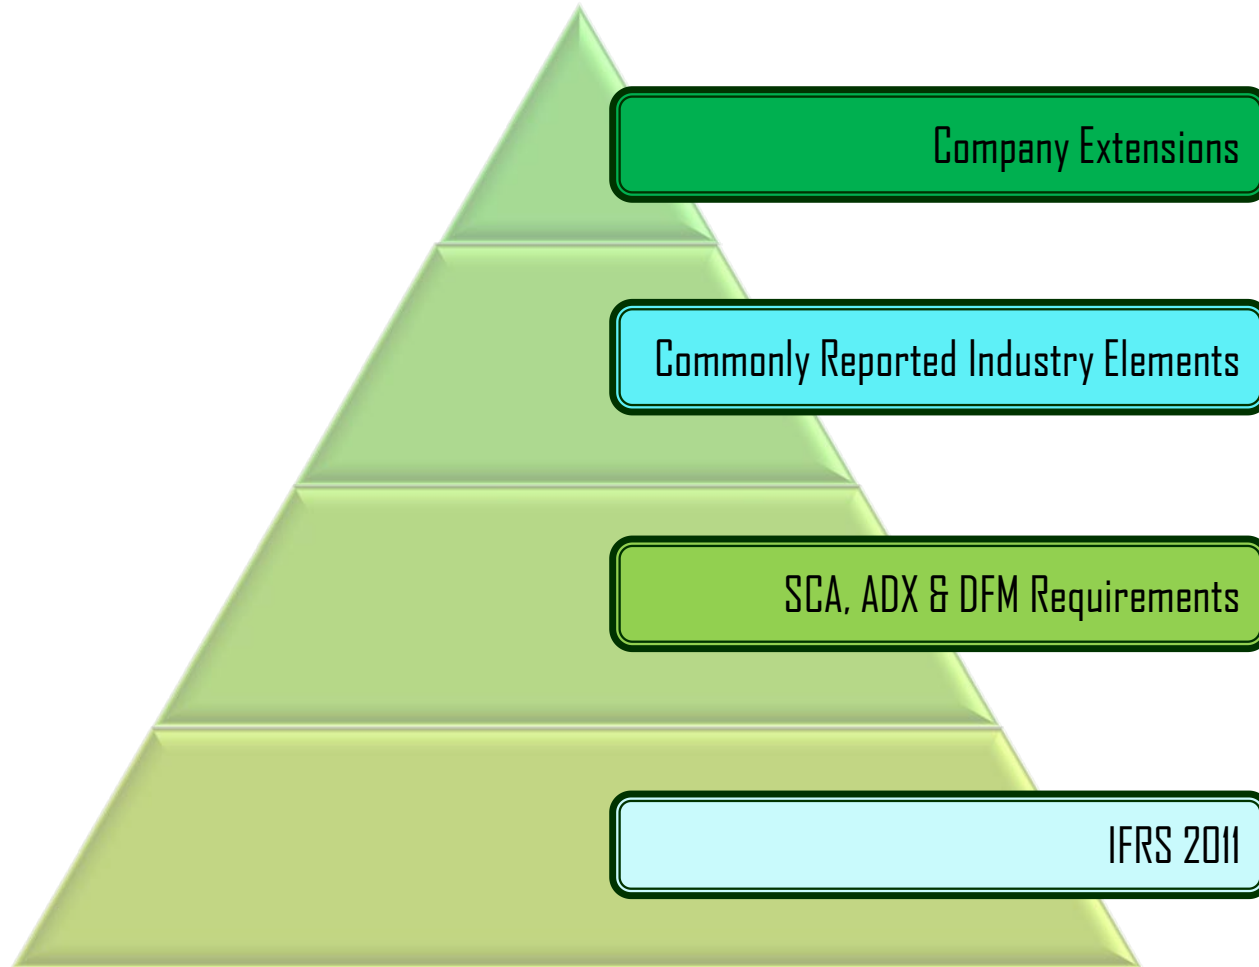 Company Extensions
Commonly Reported Industry Elements
SCA, ADX & DFM Requirements
IFRS 2011